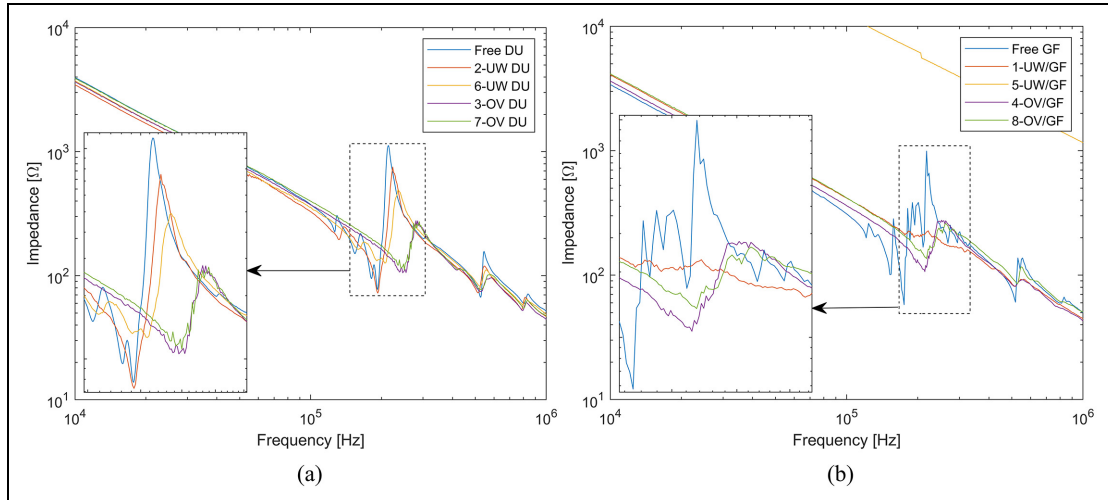 10^4
10^3
10^2
10^1
Impedance [Ω]
Free DU
2-UW DU
6-UW DU
3-OV DU
7-OV DU
10^4
10^5
10^6
Frequency [Hz]
(a)
10^4
10^3
10^2
10^1
Impedance [Ω]
Free GF
1-UW/GF
5-UW/GF
4-OV/GF
8-OV/GF
10^4
10^5
10^6
Frequency [Hz]
(b)